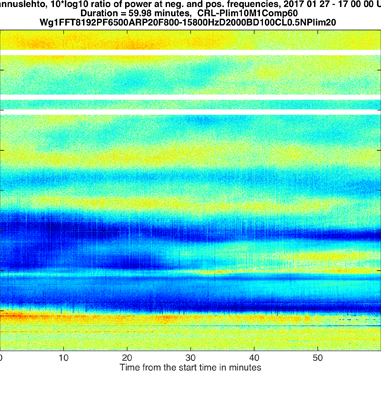 annuslehto, 10*log10 ratio of power at neg. and pos. frequencies, 2017 01 27 - 17 00 00 U
Duration = 59.98 minutes, CRL-Plim10M1Comp60
Wg1FFT8192PF6500ARP20F800-15800HzD2000BD100CL0.5NPlim20
0 10 20 30 40 50
Time from the start time in minutes